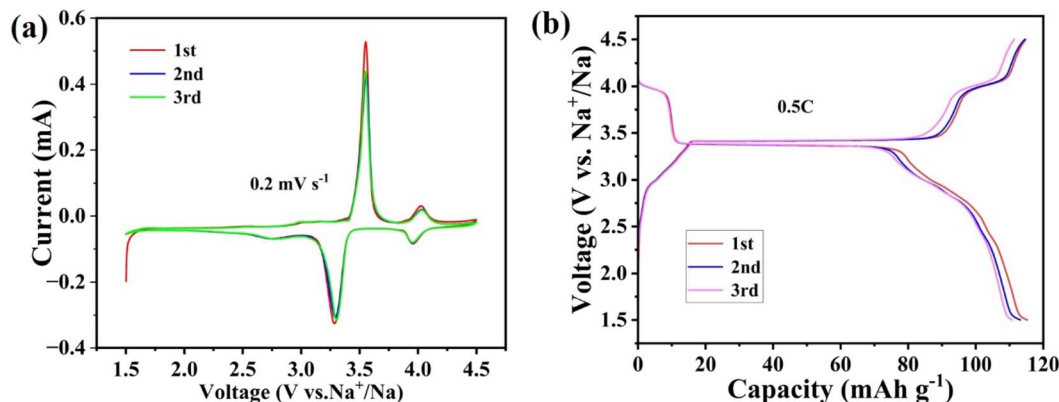 (a)
1st
2nd
3rd
0.2 mV s⁻¹
Current (mA)
0.6
0.4
0.2
0.0
−0.2
−0.4
1.5
2.0
2.5
3.0
3.5
4.0
4.5
Voltage (V vs.Na⁺/Na)
(b)
0.5C
1st
2nd
3rd
Voltage (V vs. Na⁺/Na)
4.5
4.0
3.5
3.0
2.5
2.0
1.5
0
20
40
60
80
100
120
Capacity (mAh g⁻¹)